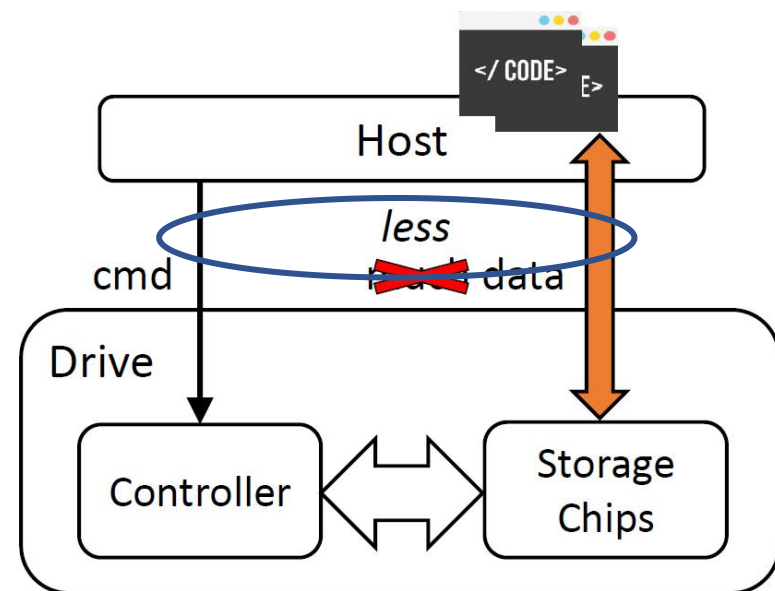 </ CODE>
E>
Host
less
cmd
data
Drive
Controller
Storage
Chips